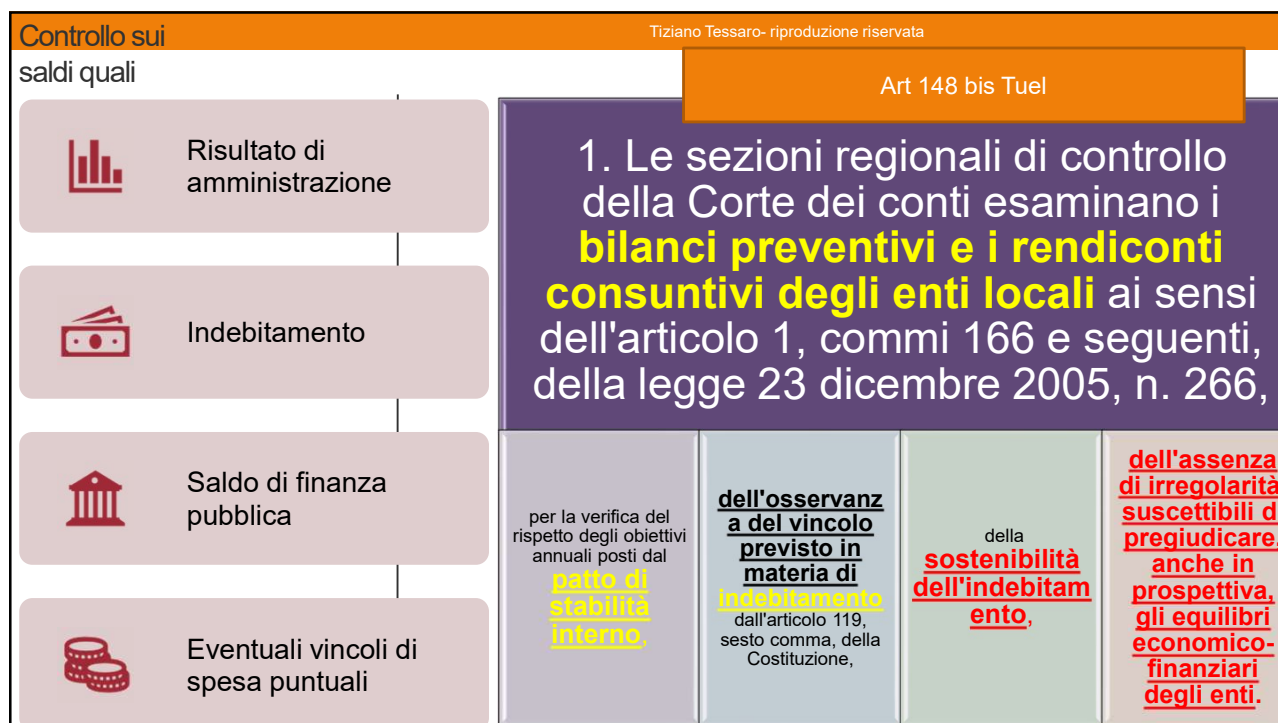 Controllo sui
saldi quali
Tiziano Tessaro- riproduzione riservata
Art 148 bis Tuel
Risultato di
amministrazione
Indebitamento
Saldo di finanza
pubblica
Eventuali vincoli di
spesa puntuali
1. Le sezioni regionali di controllo
della Corte dei conti esaminano i
bilanci preventivi e i rendiconti
consuntivi degli enti locali ai sensi
dell'articolo 1, commi 166 e seguenti,
della legge 23 dicembre 2005, n. 266,
per la verifica del
rispetto degli obiettivi
annuali posti dal
patto di
stabilità
interno,
dell'osservanz
a del vincolo
previsto in
materia di
indebitamento
dall'articolo 119,
sesto comma, della
Costituzione,
della
sostenibilità
dell'indebitam
ento,
dell'assenza
di irregolarità,
suscettibili di
pregiudicare,
anche in
prospettiva,
gli equilibri
economico-
finanziari
degli enti.